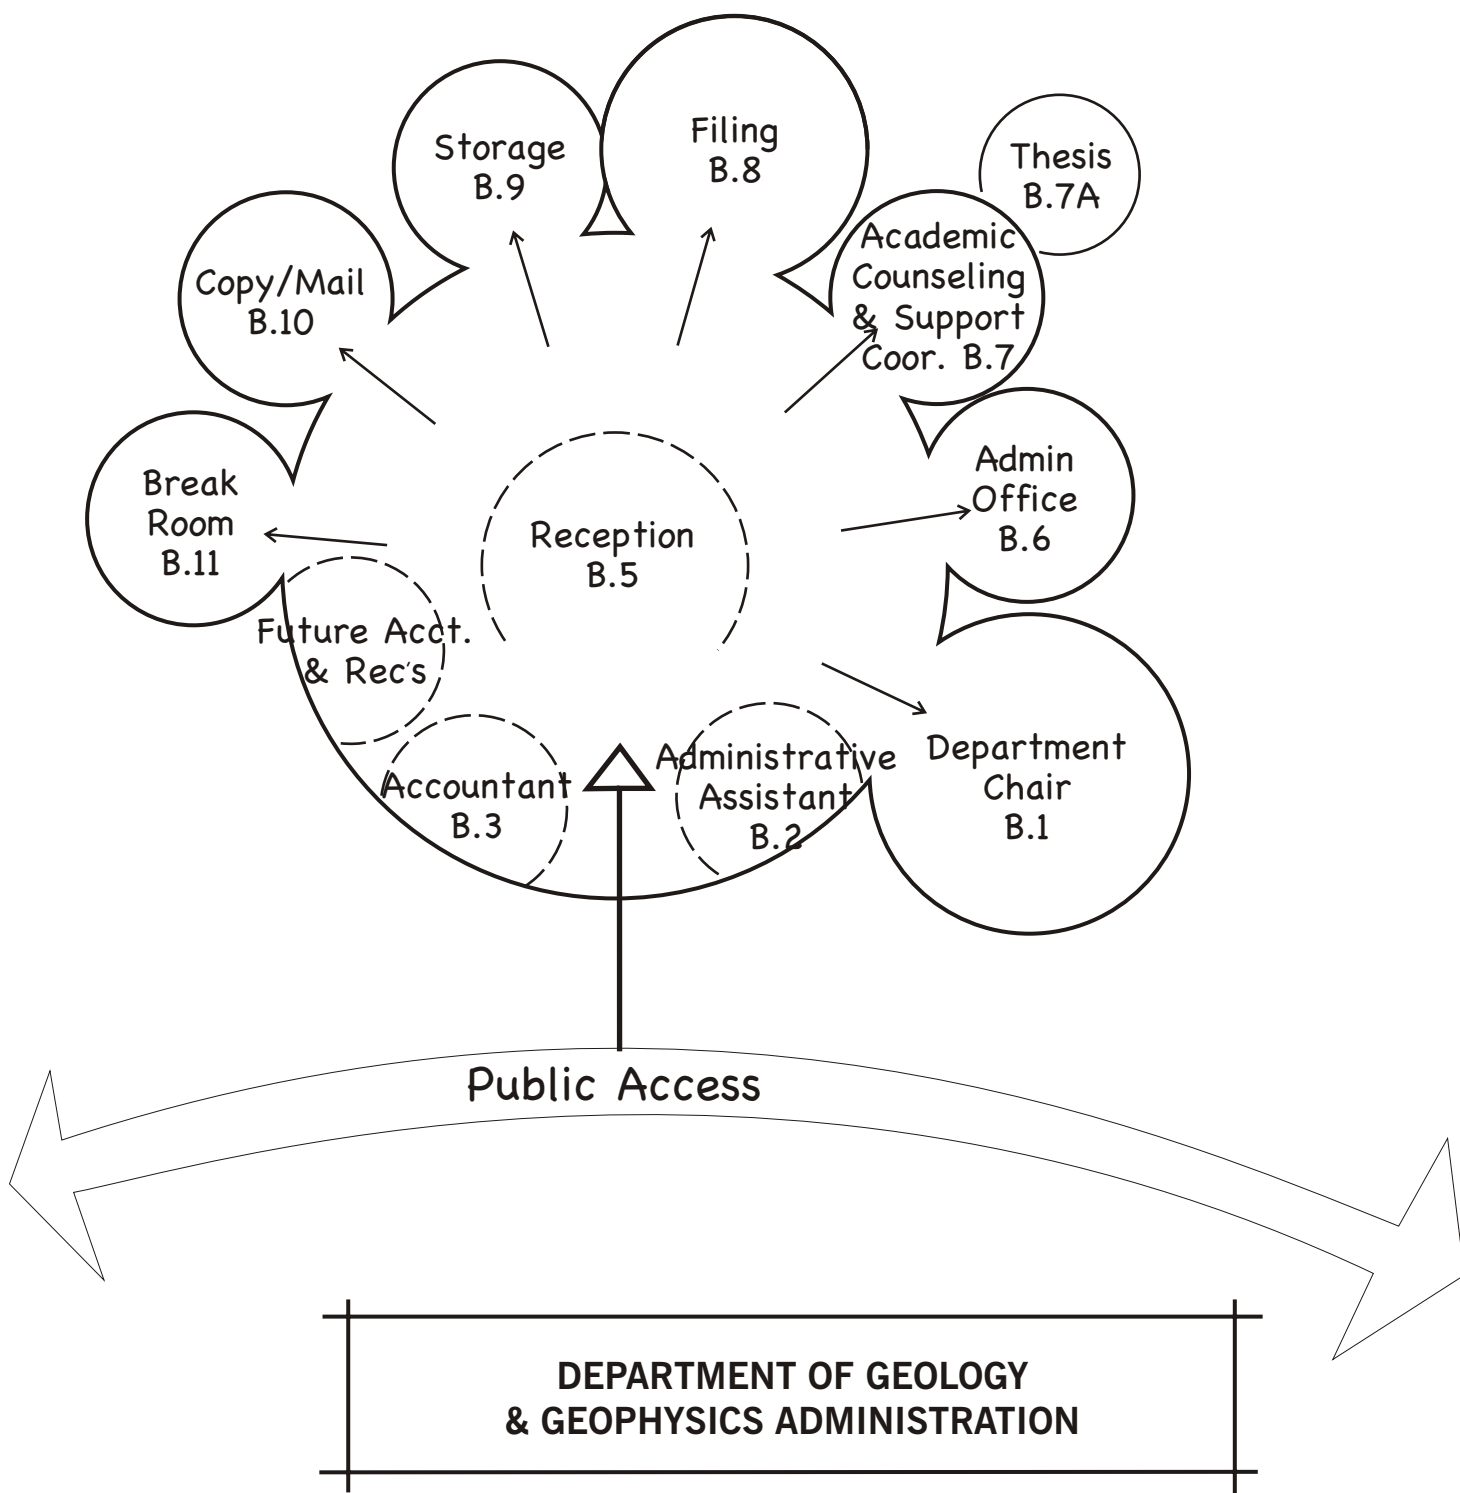 Filing
B.8
Storage
B.9
Thesis
B.7A
Academic
Counseling
& Support
Coor. B.7
Copy/Mail
B.10
Admin
Office
B.6
Break
Room
B.11
Reception
B.5
Future Acct.
& Rec's
Accountant
B.3
Administrative
Assistant
B.2
Department
Chair
B.1
Public Access
DEPARTMENT OF GEOLOGY
& GEOPHYSICS ADMINISTRATION